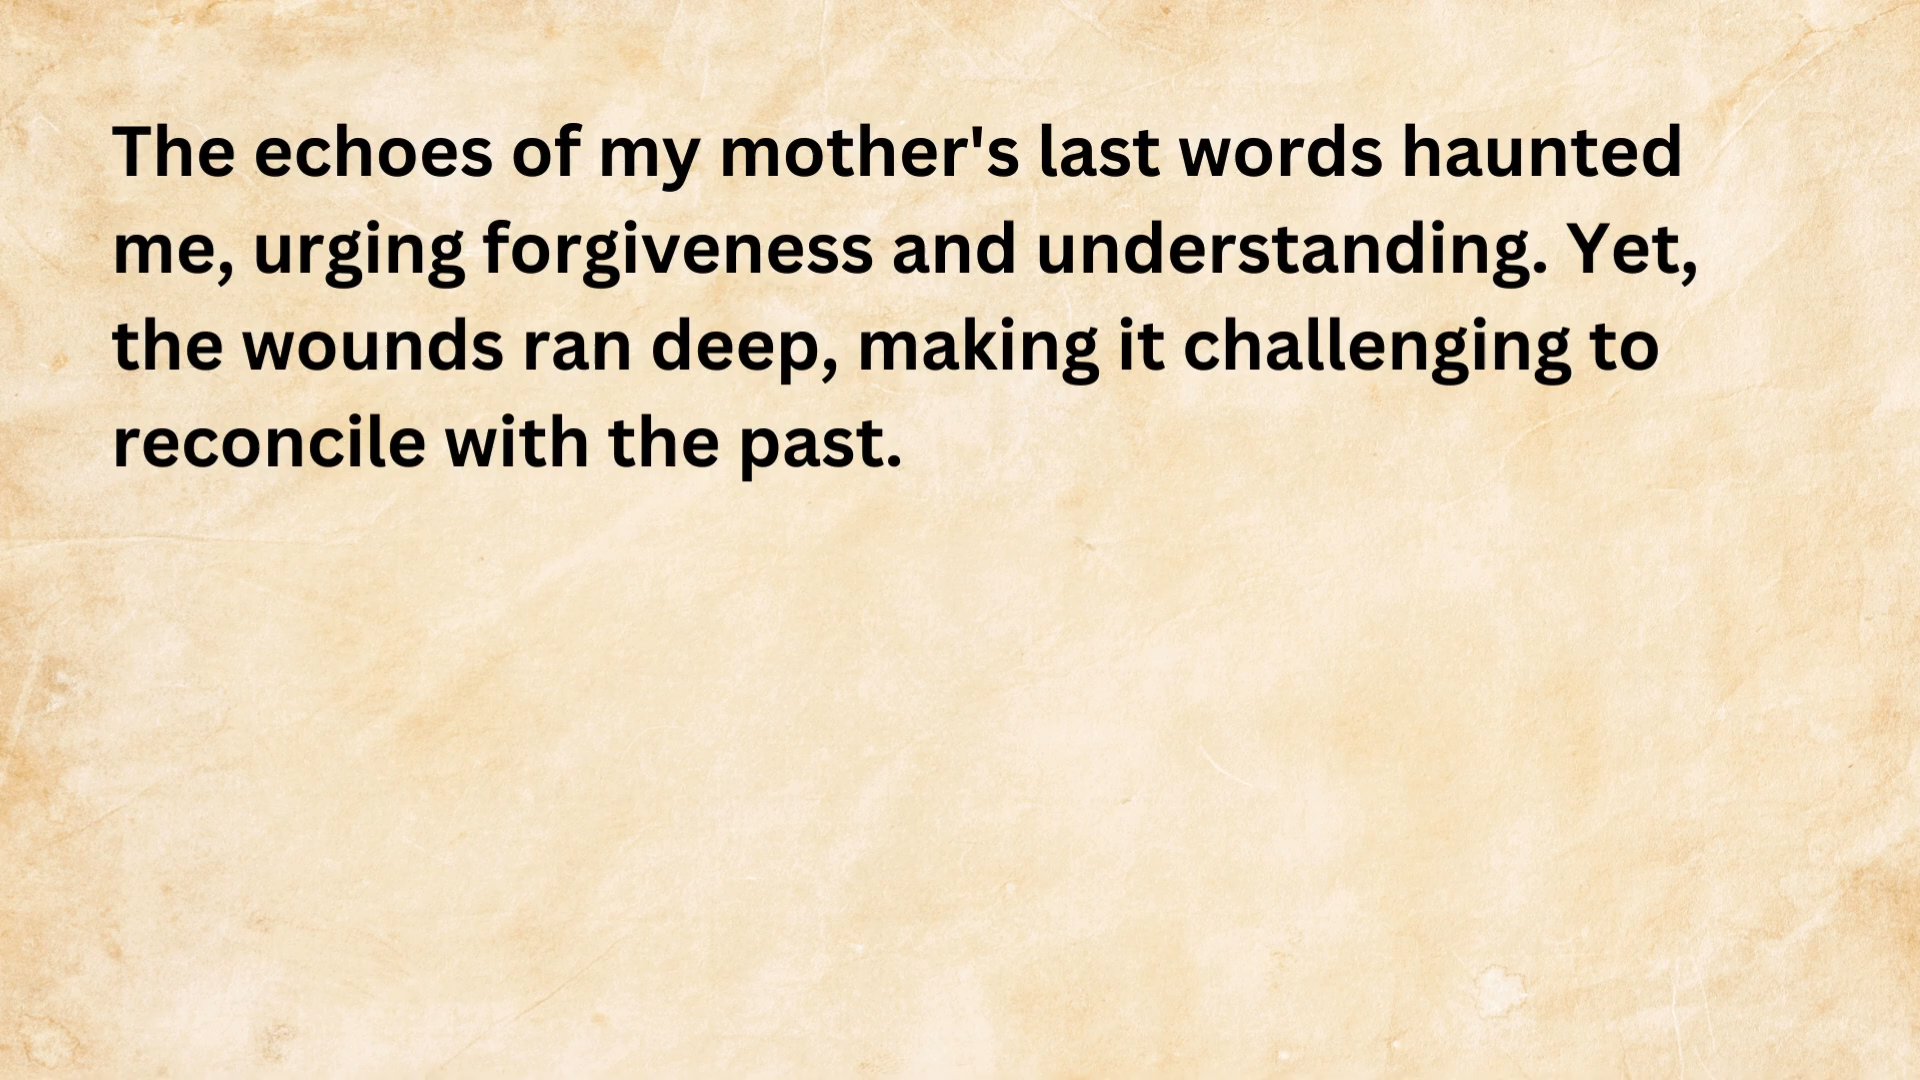 The echoes of my mother's last words haunted
me, urging forgiveness and understanding. Yet,
the wounds ran deep, making it challenging to
reconcile with the past.